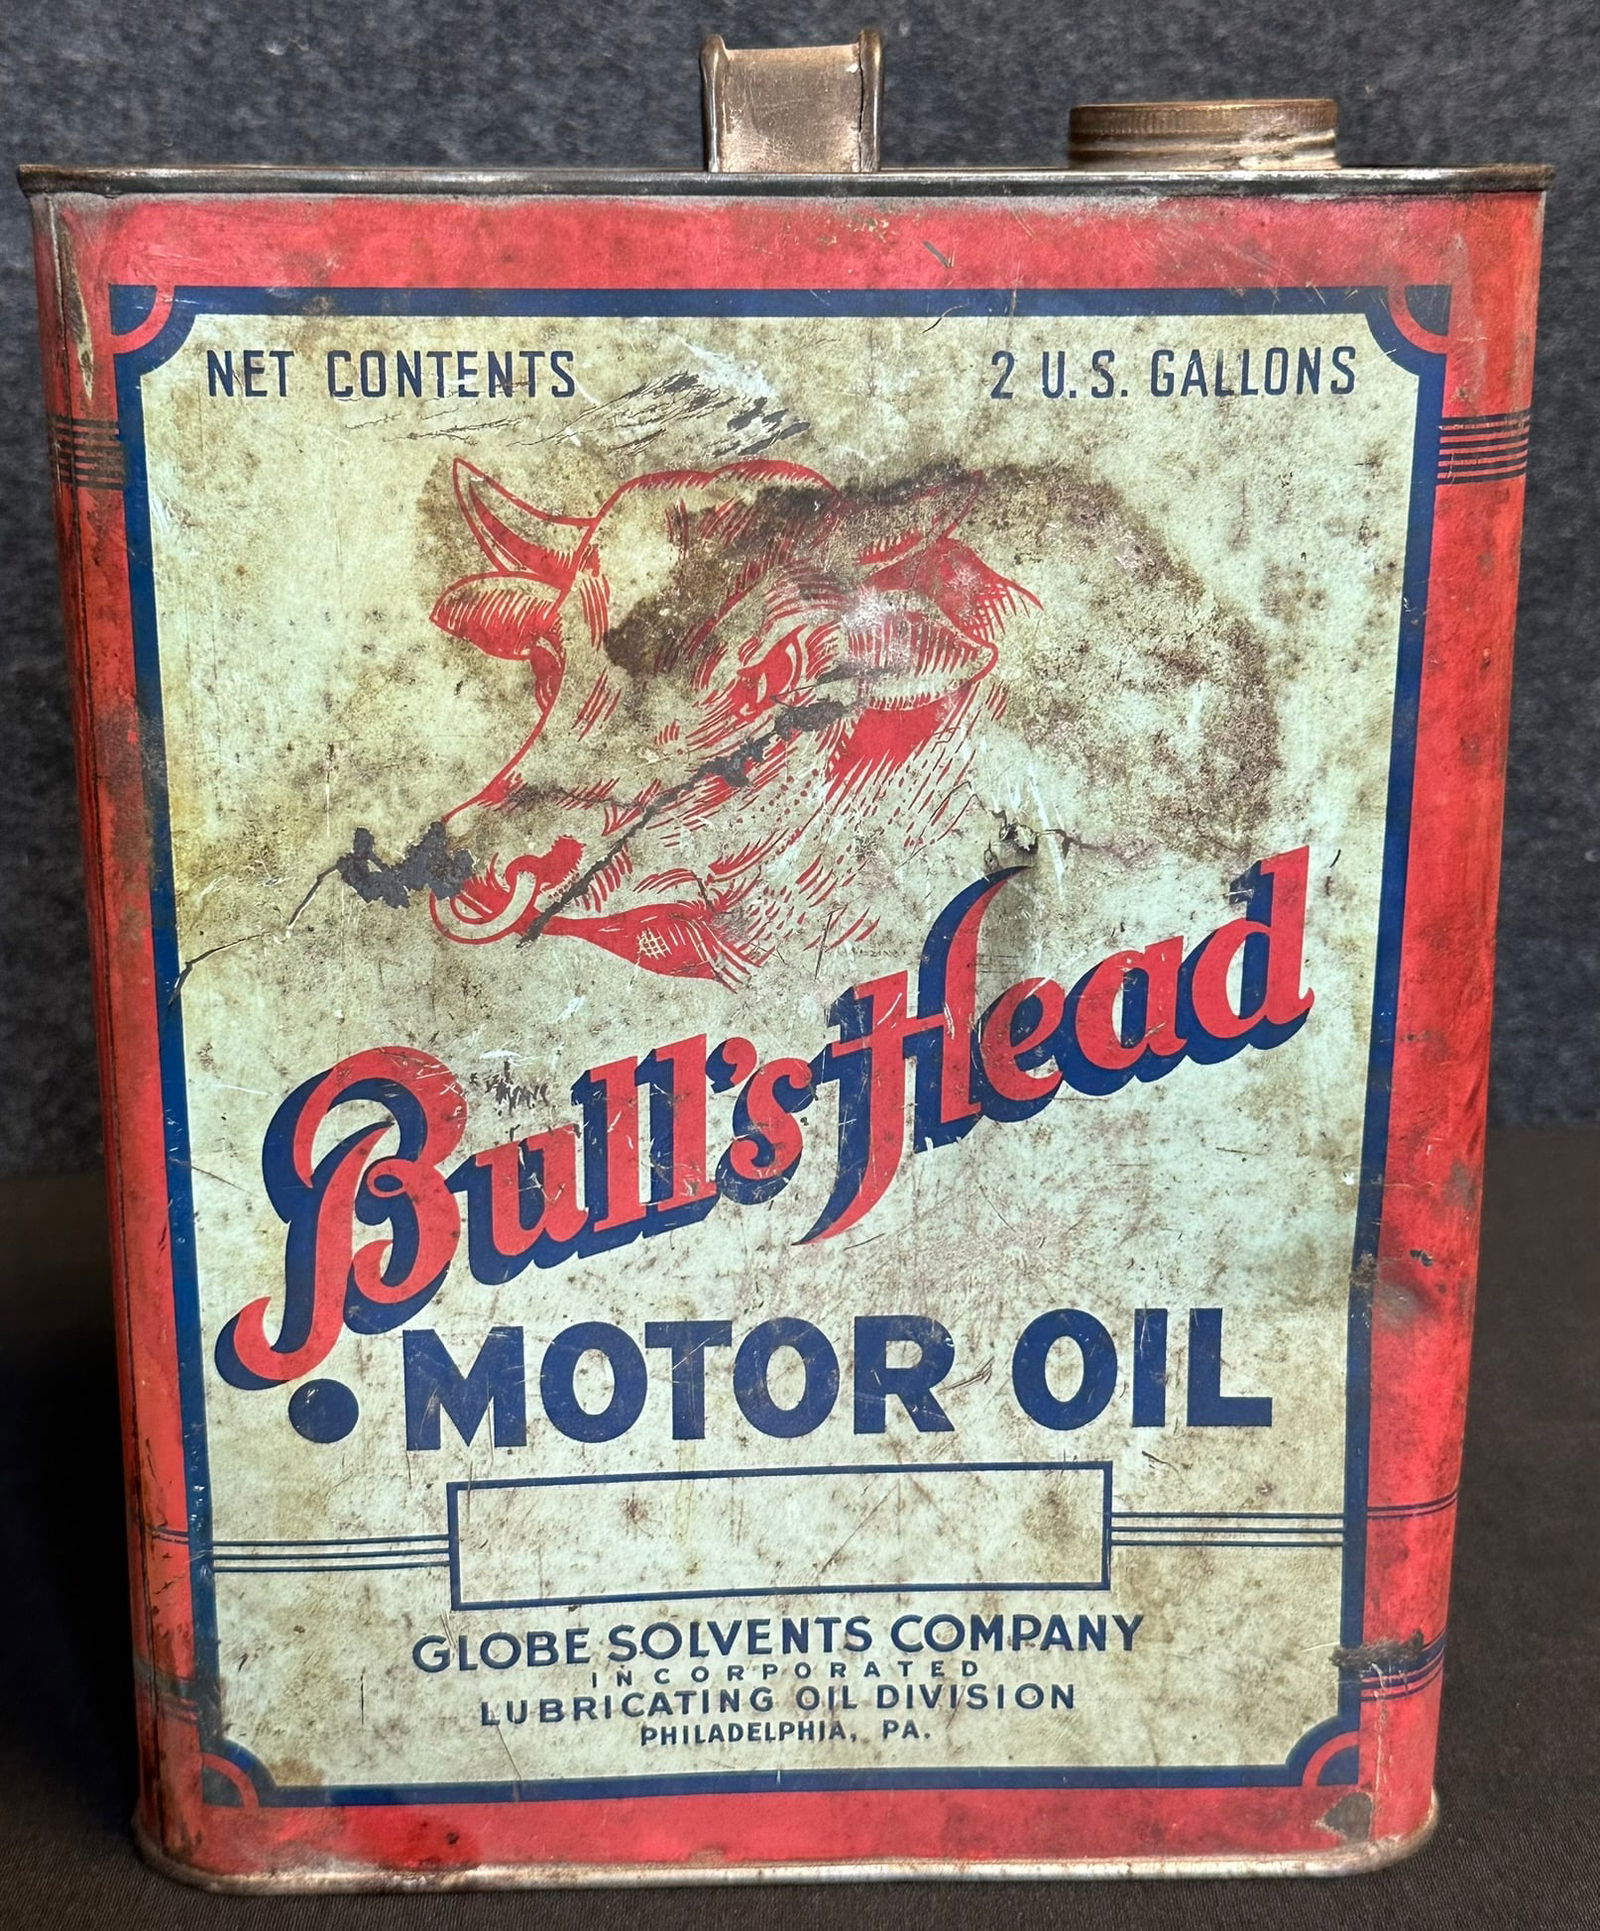 NET CONTENTS 2 U.S. GALLONS
Bull's Head
MOTOR OIL
GLOBE SOLVENTS COMPANY
INCORPORATED
LUBRICATING OIL DIVISION
PHILADELPHIA, PA.